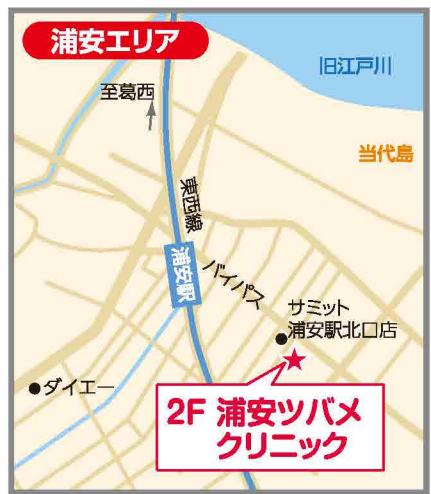 浦安エリア
旧江戸川
至葛西
当代島
東西線
浦安駅
バイパス
サミット
浦安駅北口店
ダイエー
2F 浦安ツバメ
クリニック